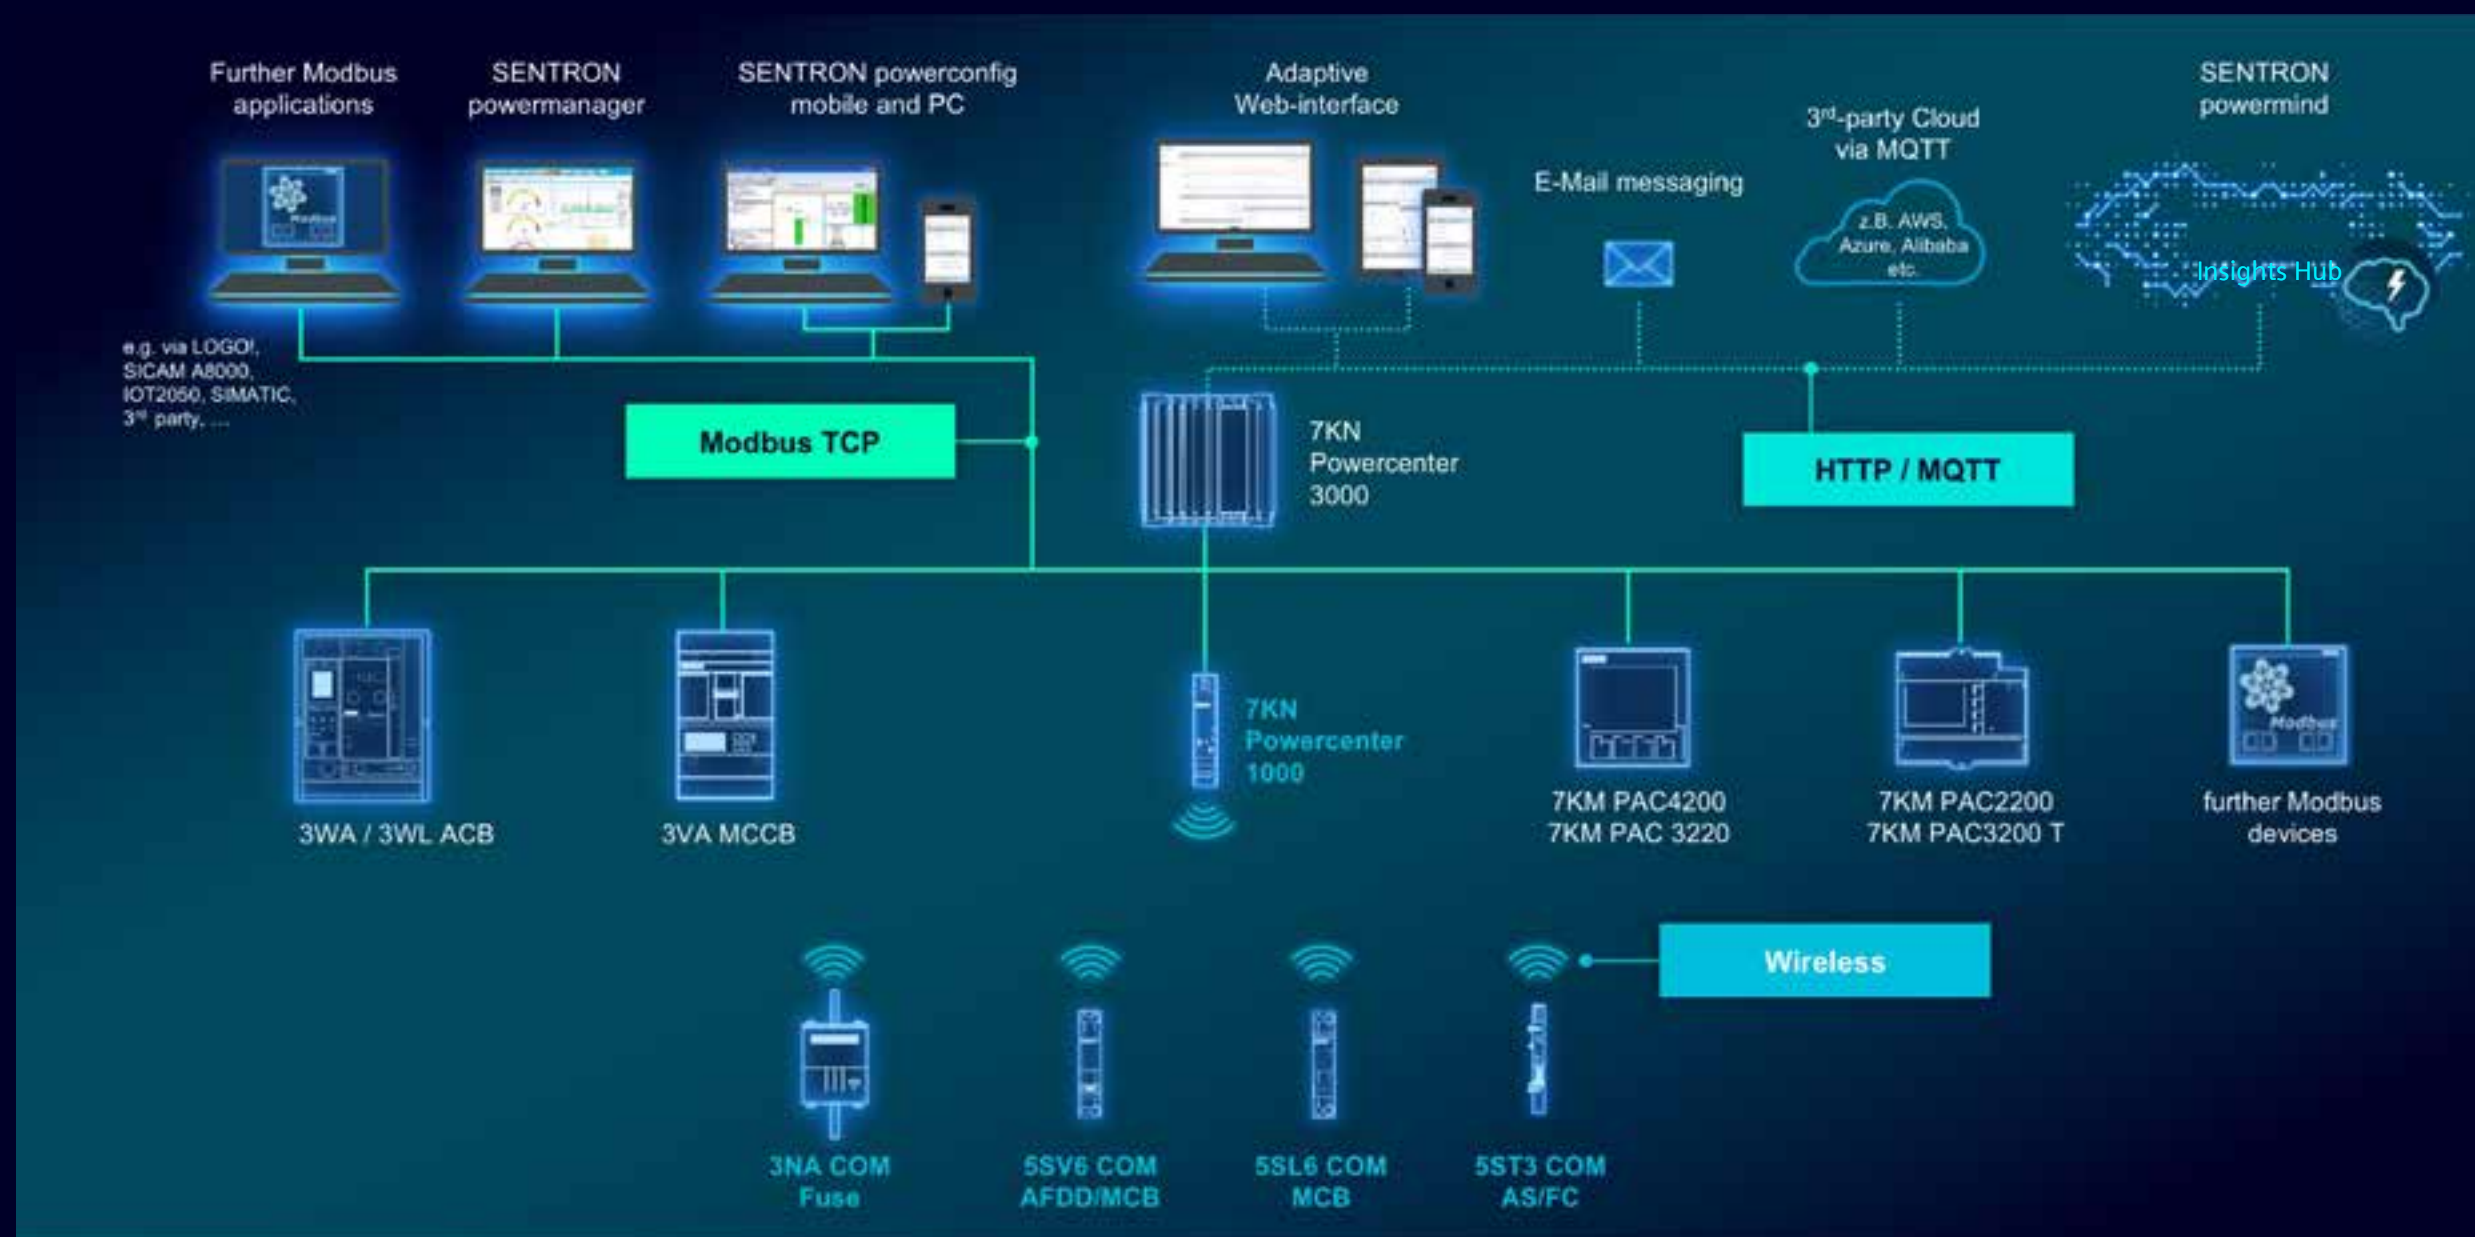 Further Modbus
applications
SENTRON
powermanager
SENTRON powerconfig
mobile and PC
Adaptive
Web-interface
E-Mail messaging
3rd-party Cloud
via MQTT
z.B. AWS,
Azure, Alibaba
etc.
SENTRON
powermind
Insights Hub
Modbus
e.g. via LOGO!,
SICAM A8000,
IOT2050, SIMATIC,
3rd party, ...
Modbus TCP
7KN
Powercenter
3000
HTTP / MQTT
3WA / 3WL ACB
3VA MCCB
7KN
Powercenter
1000
7KM PAC4200
7KM PAC 3220
7KM PAC2200
7KM PAC3200 T
Modbus
further Modbus
devices
Wireless
3NA COM
Fuse
5SV6 COM
AFDD/MCB
5SL6 COM
MCB
5ST3 COM
AS/FC